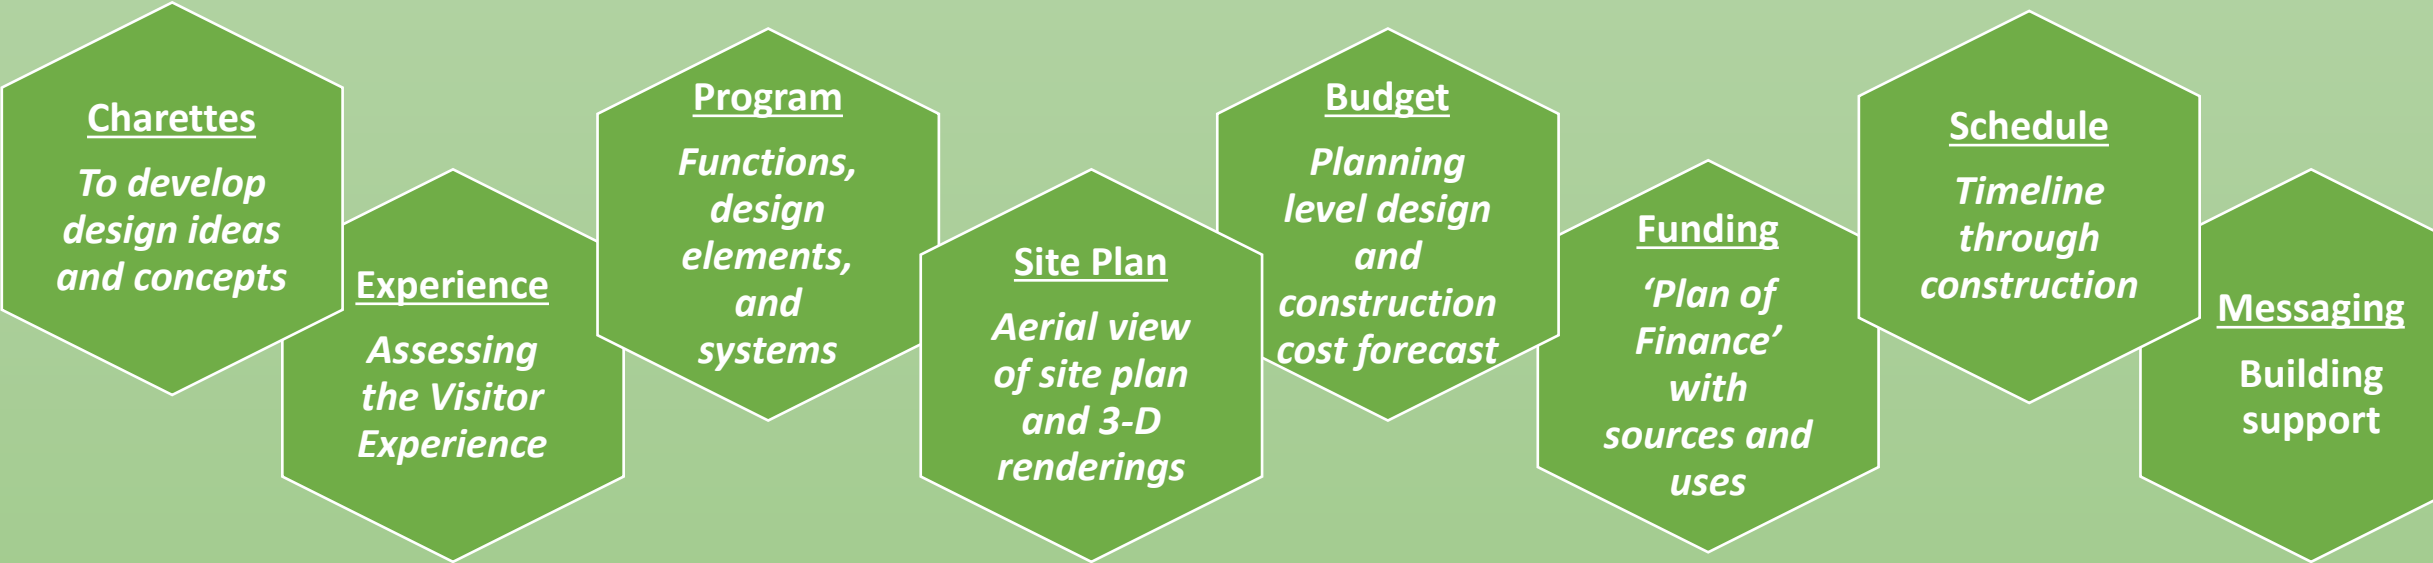 Charettes
To develop
design ideas
and concepts
Experience
Assessing
the Visitor
Experience
Program
Functions,
design
elements,
and
systems
Site Plan
Aerial view
of site plan
and 3-D
renderings
Budget
Planning
level design
and
construction
cost forecast
Funding
‘Plan of
Finance’
with
sources and
uses
Schedule
Timeline
through
construction
Messaging
Building
support